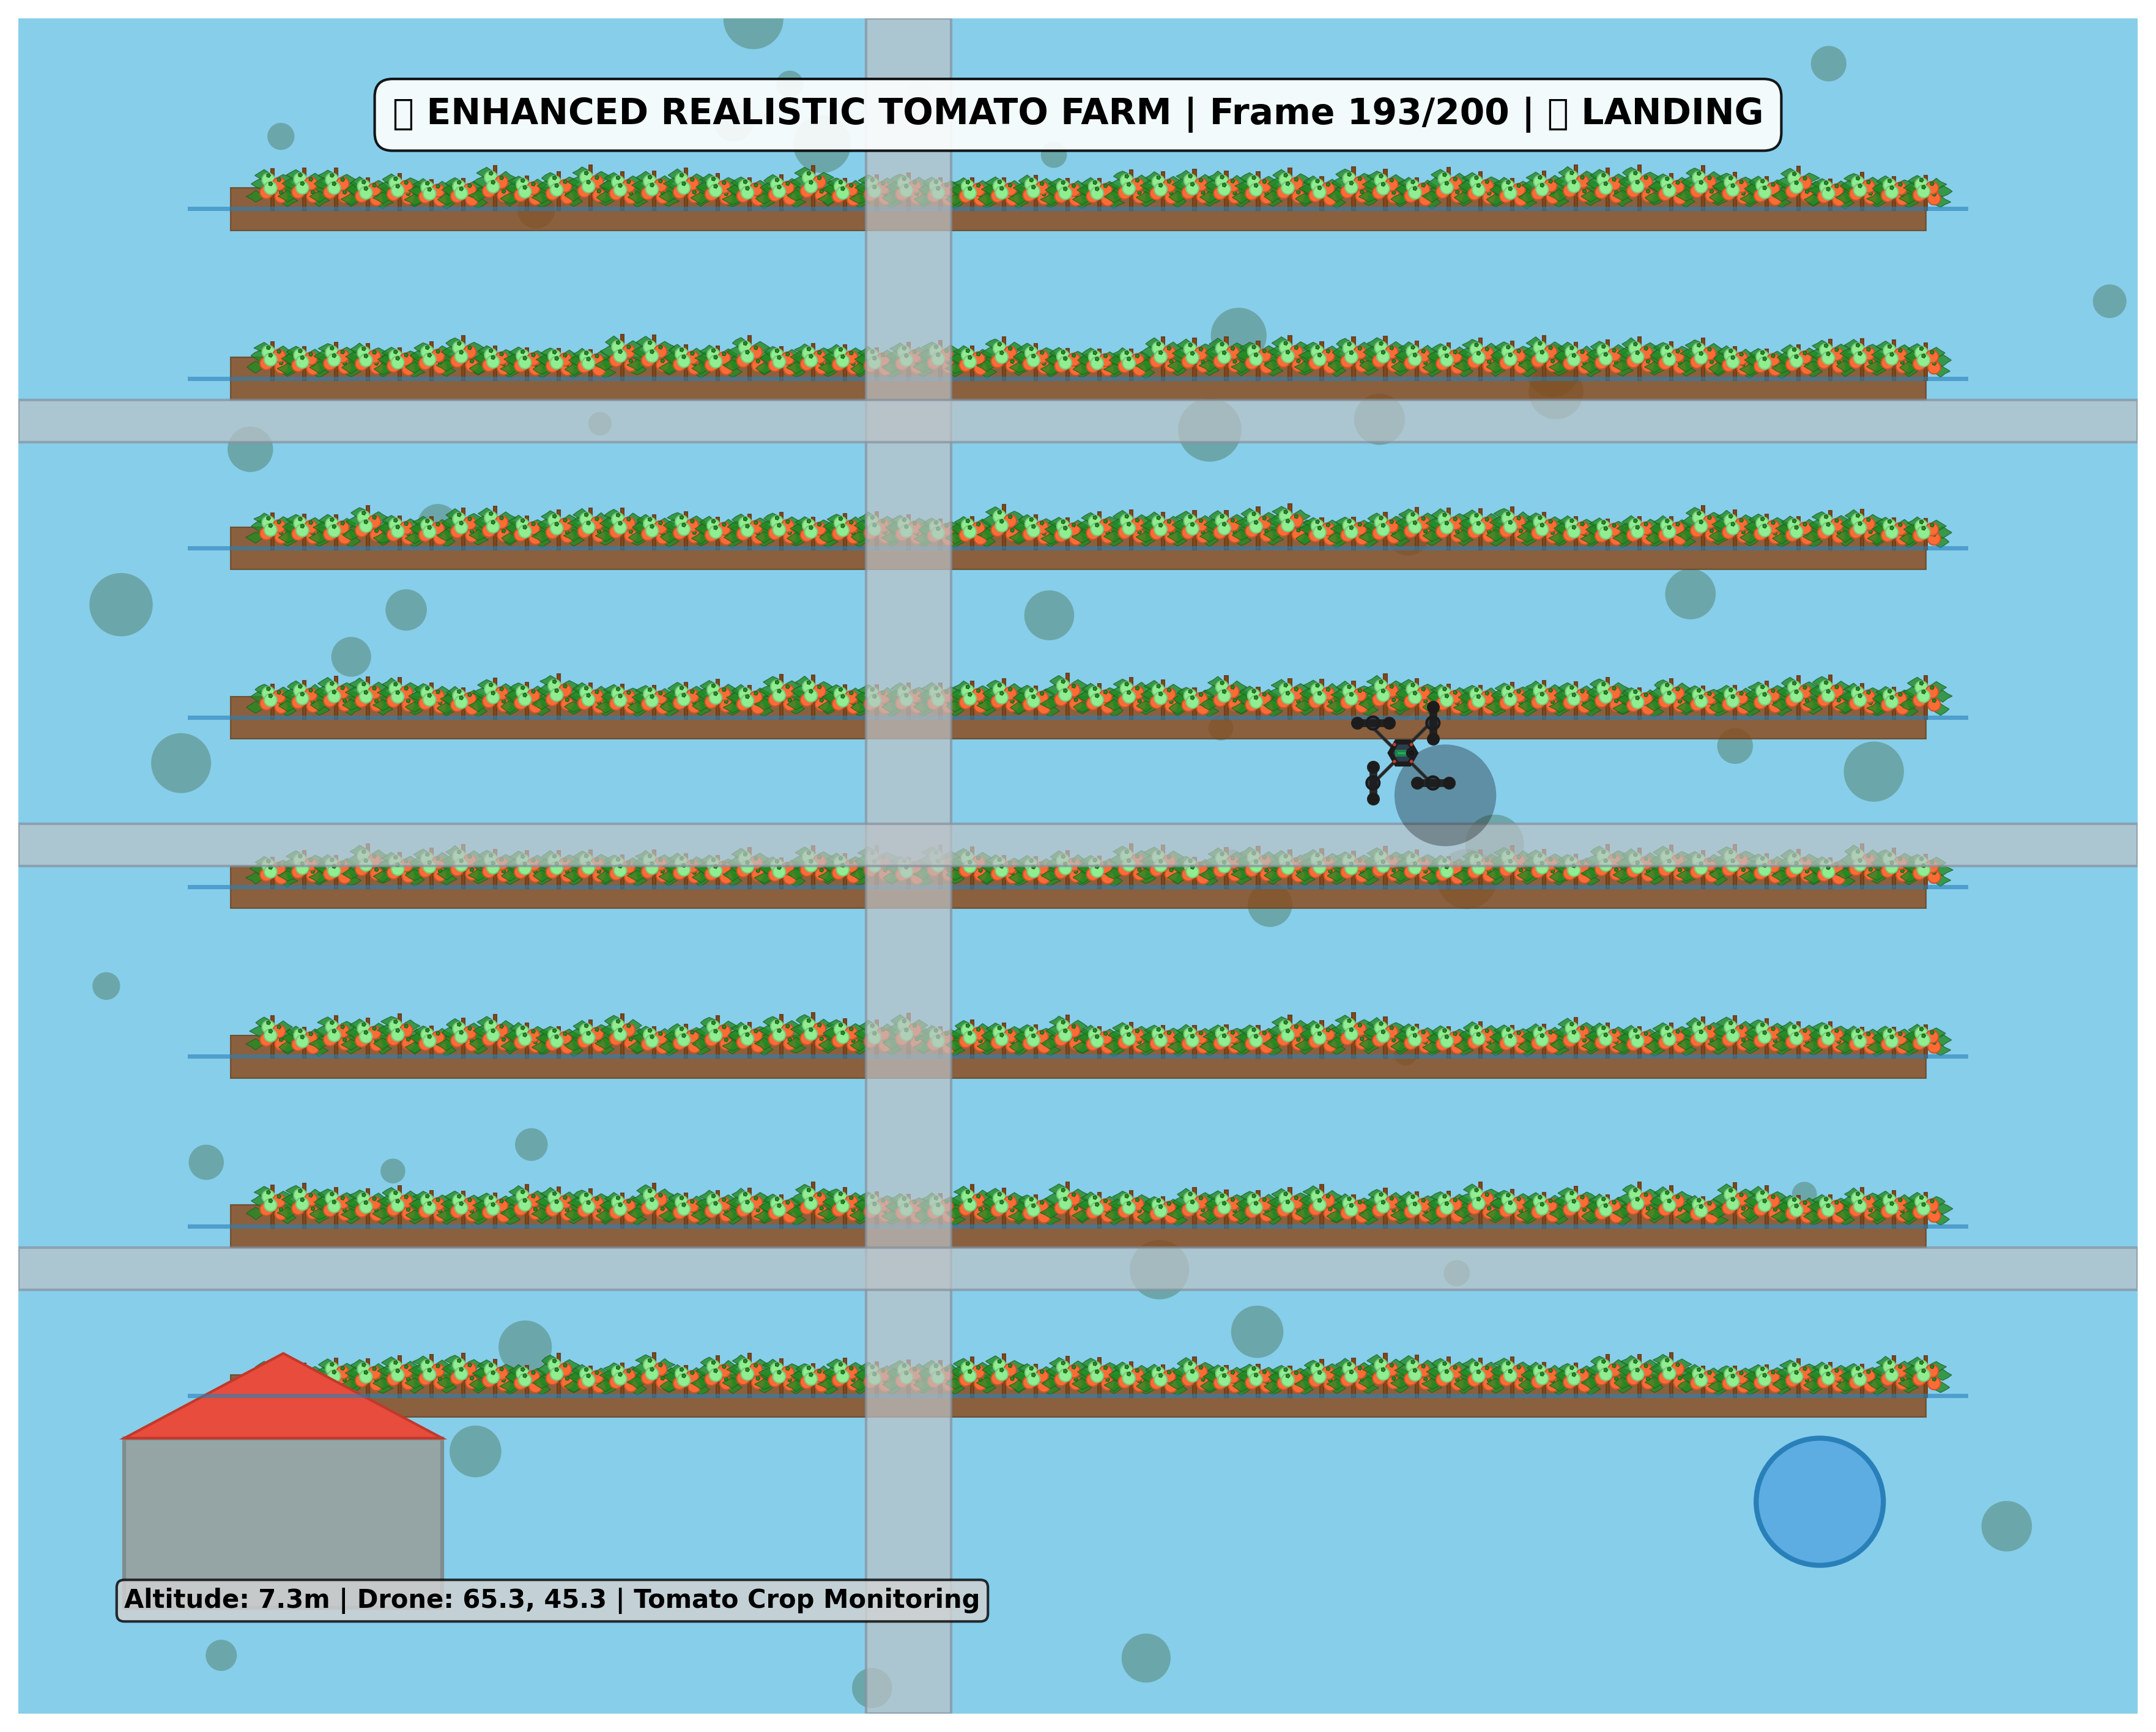 ▯ ENHANCED REALISTIC TOMATO FARM | Frame 193/200 | ▯ LANDING
Altitude: 7.3m | Drone: 65.3, 45.3 | Tomato Crop Monitoring